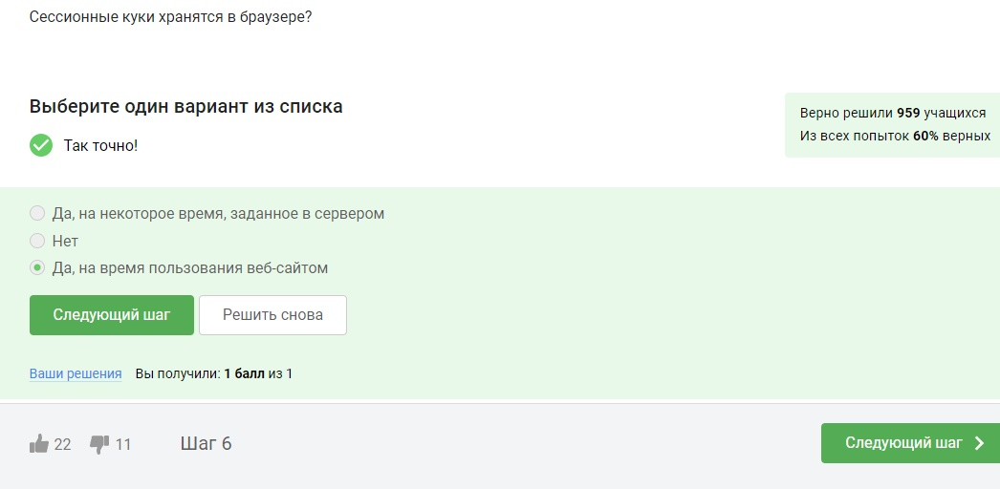 Сессионные куки хранятся в браузере?
Выберите один вариант из списка
Верно решили 959 учащихся
Из всех попыток 60% верных
Так точно!
Да, на некоторое время, заданное в сервером
Нет
Да, на время пользования веб-сайтом
Следующий шаг
Решить снова
Ваши решения Вы получили: 1 балл из 1
22 11 Шаг 6
Следующий шаг